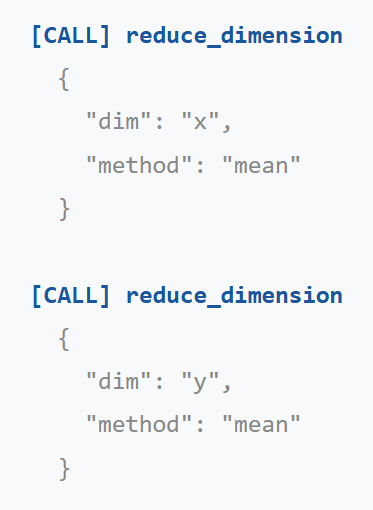 [CALL] reduce_dimension
{
"dim": "x",
"method": "mean"
}
[CALL] reduce_dimension
{
"dim": "y",
"method": "mean"
}